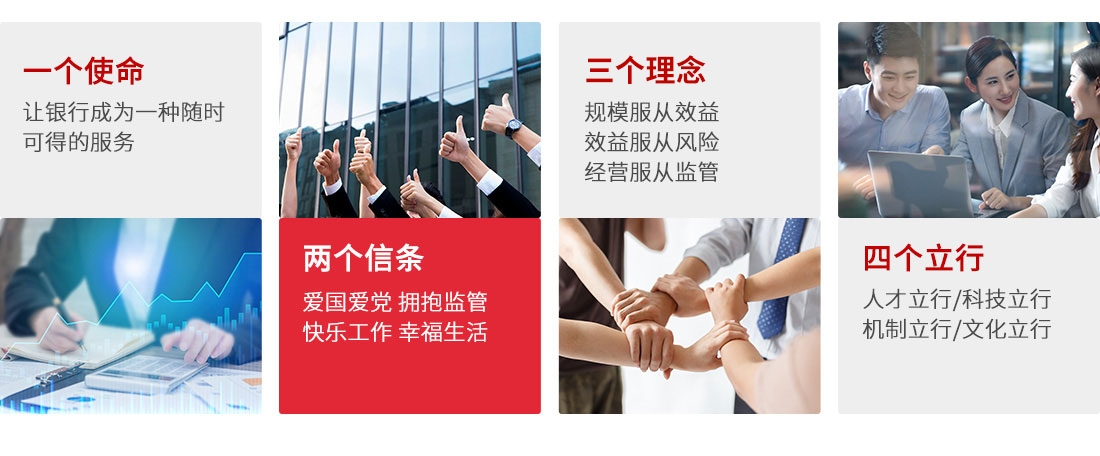 一个使命
让银行成为一种随时
可得的服务
两个信条
爱国爱党 拥抱监管
快乐工作 幸福生活
三个理念
规模服从效益
效益服从风险
经营服从监管
四个立行
人才立行/科技立行
机制立行/文化立行